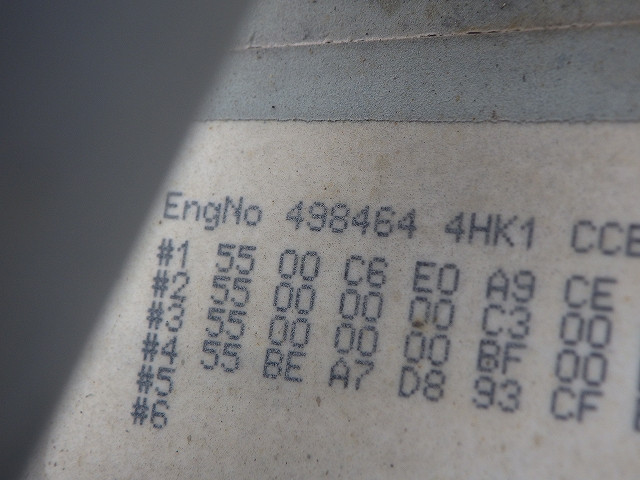 EngNo 498464 4HK1
#1 55 00 C6 E0 A9 CE
#2 55 00 00 00 C3 00
#3 55 00 00 00 BF 00
#4 55 BE A7 D8 93 CF
#5
#6